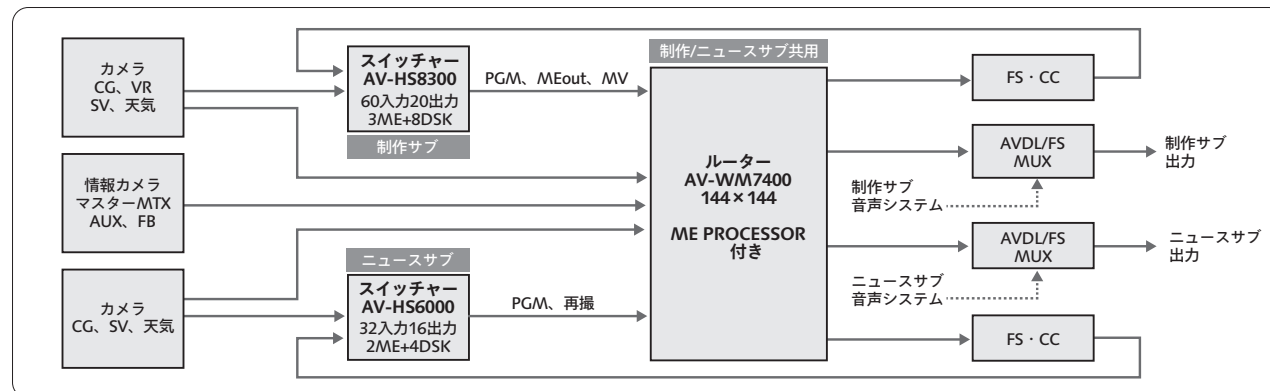 カメラ
CG、VR
SV、天気
情報カメラ
マスターMTX
AUX、FB
カメラ
CG、SV、天気
スイッチャー
AV-HS8300
60入力20出力
3ME+8DSK
制作サブ
PGM、MEout、MV
ニュースサブ
スイッチャー
AV-HS6000
32入力16出力
2ME+4DSK
PGM、再撮
制作/ニュースサブ共用
ルーター
AV-WM7400
144×144
ME PROCESSOR
付き
FS・CC
AVDL/FS
MUX
制作サブ
出力
制作サブ
音声システム
AVDL/FS
MUX
ニュースサブ
出力
ニュースサブ
音声システム
FS・CC